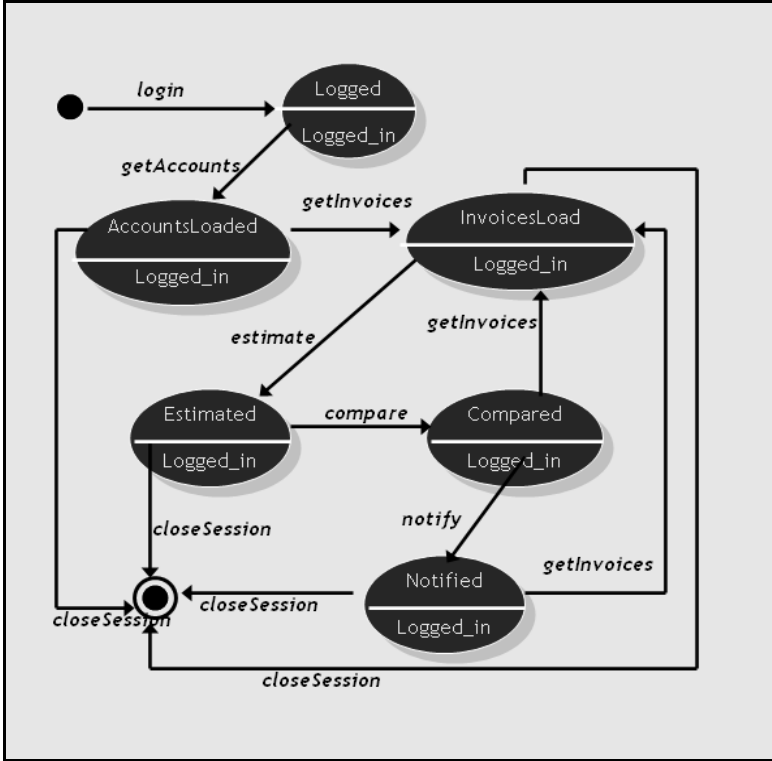 login
Logged
Logged_in
getAccounts
getInvoices
AccountsLoaded
Logged_in
InvoicesLoad
Logged_in
estimate
getInvoices
Estimated
Logged_in
compare
Compared
Logged_in
closeSession
notify
Notified
Logged_in
getInvoices
closeSession
closeSession
closeSession